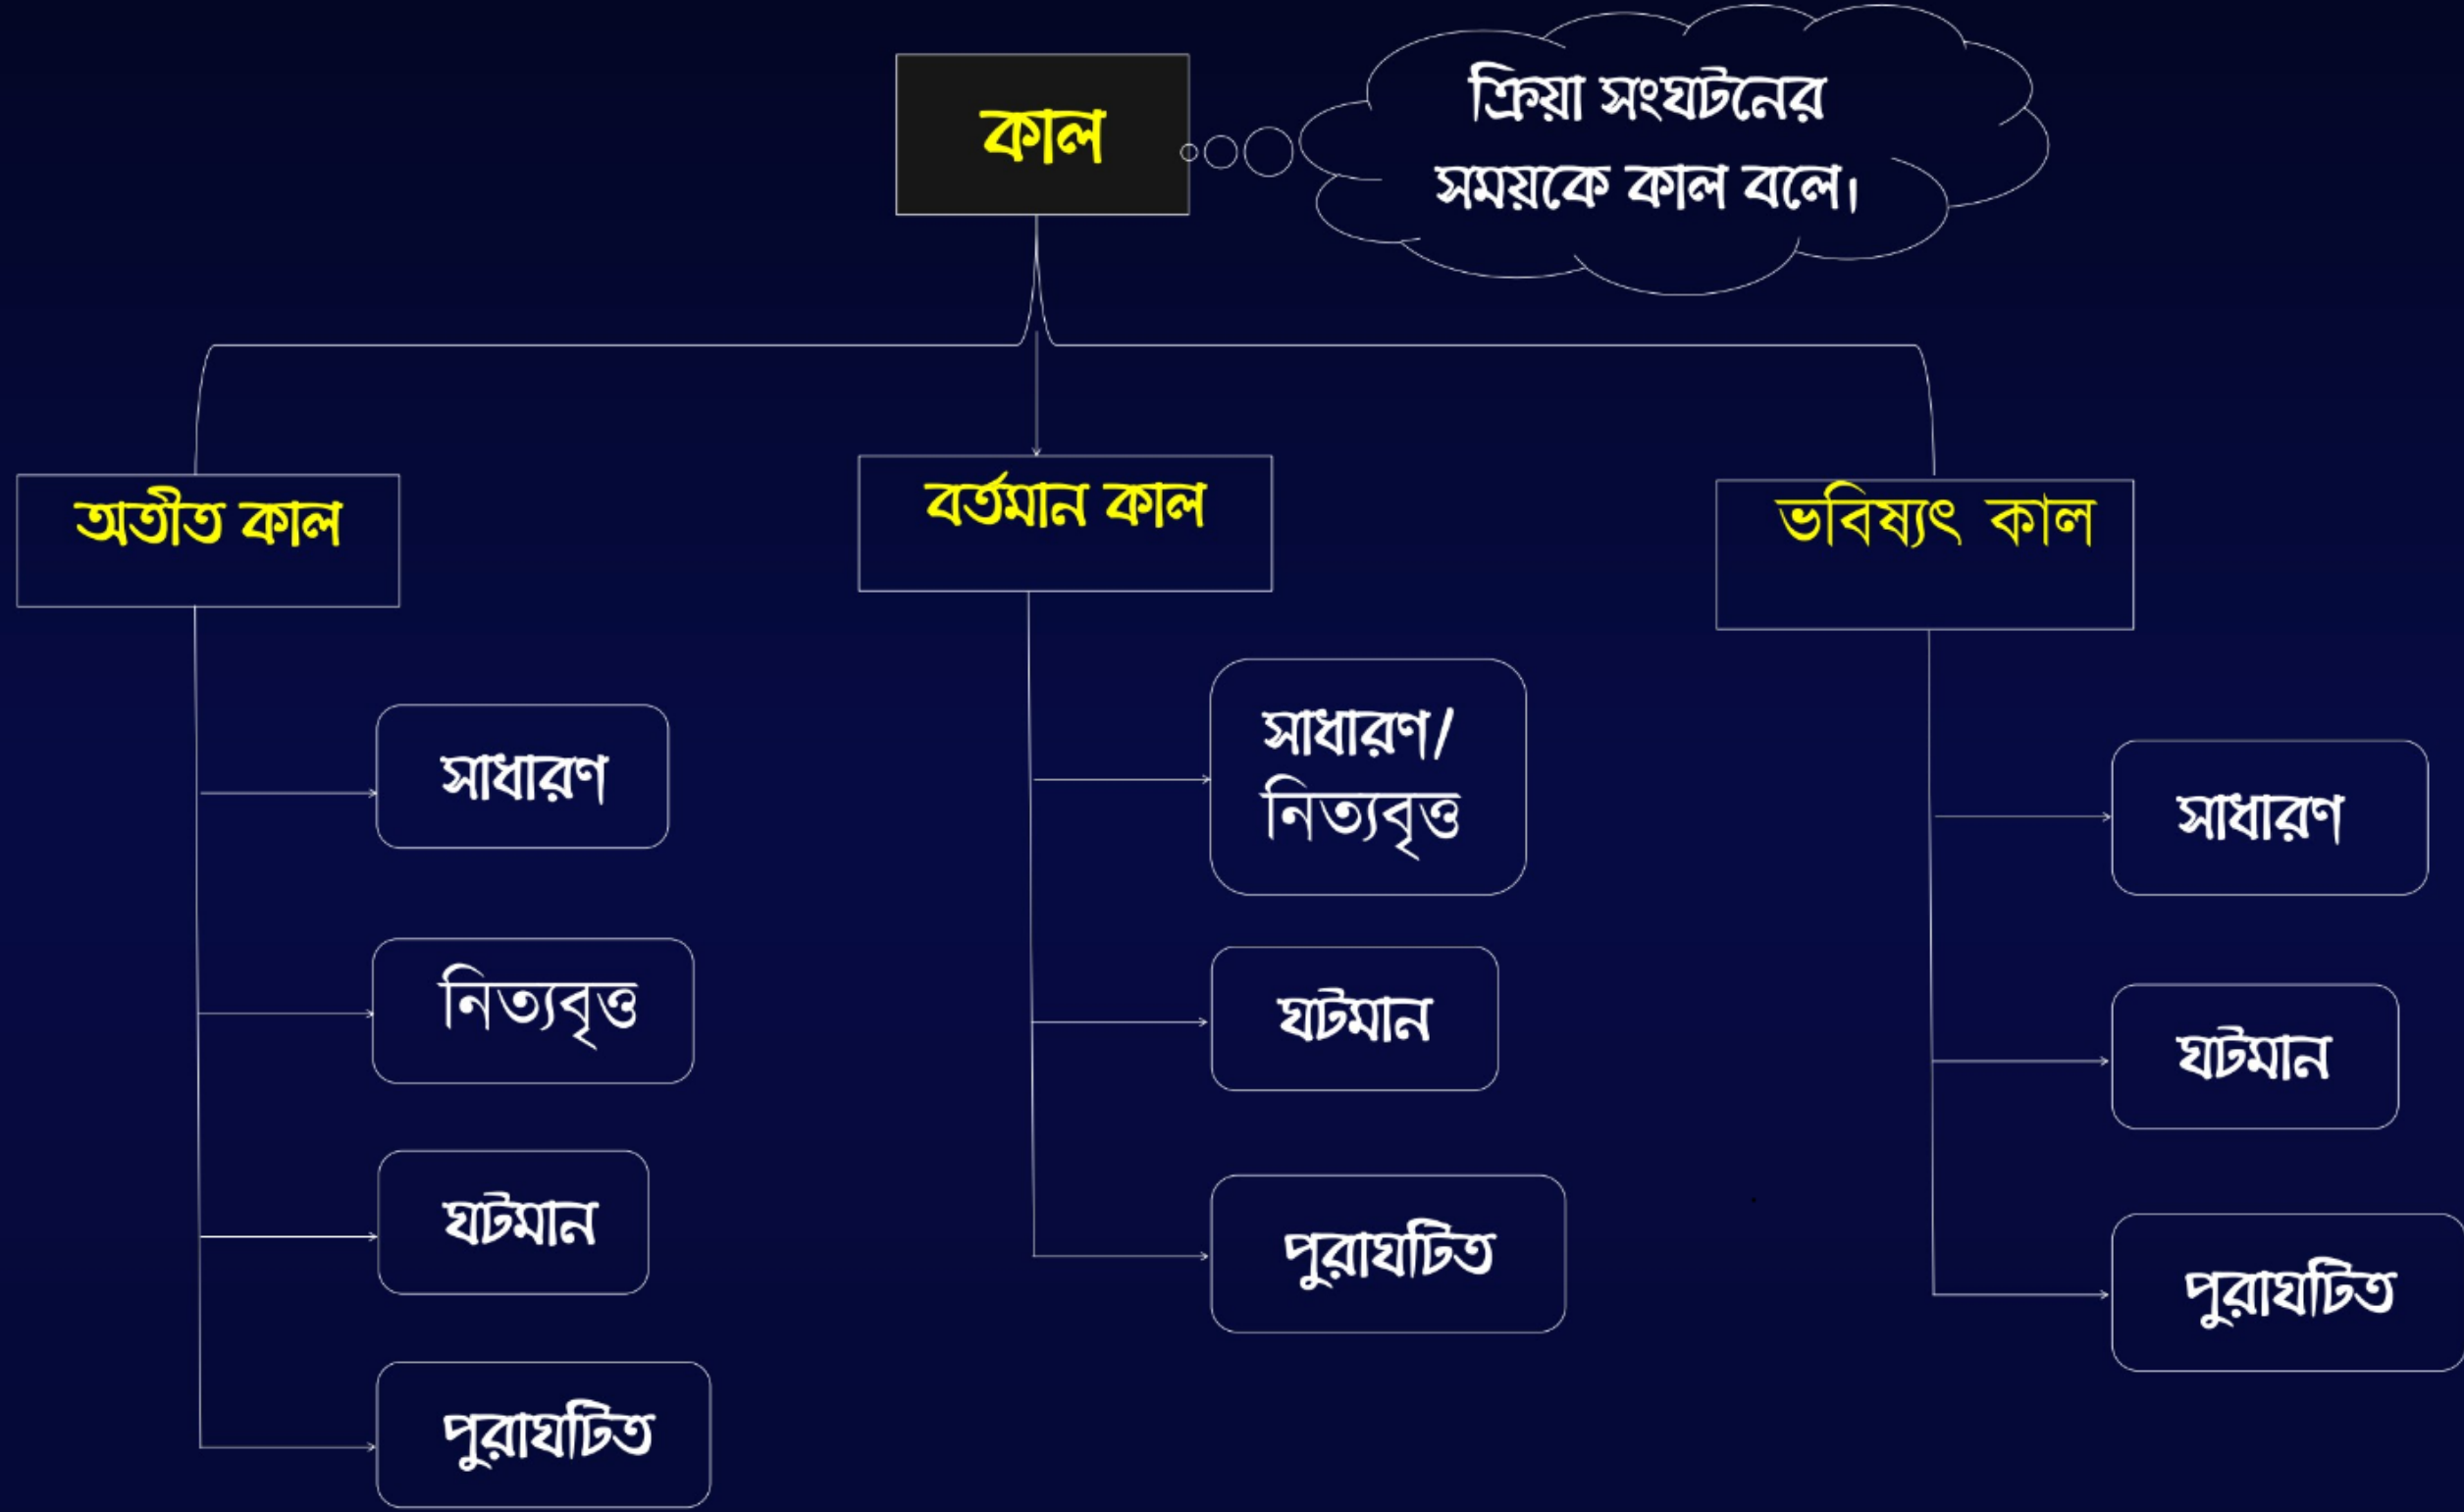 কাল
ক্রিয়া সংঘটনের
সময়কে কাল বলে।
অতীত কাল
বর্তমান কাল
ভবিষ্যৎ কাল
সাধারণ
নিত্যবৃত্ত
ঘটমান
পুরাঘটিত
সাধারণ/
নিত্যবৃত্ত
ঘটমান
পুরাঘটিত
সাধারণ
ঘটমান
পুরাঘটিত